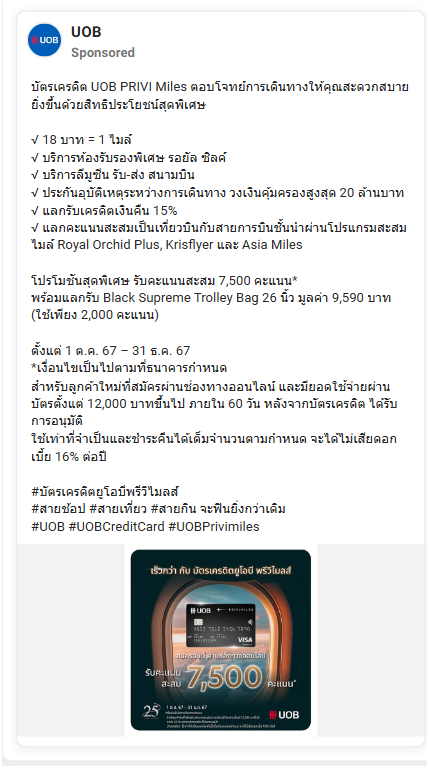 UOB
UOB
Sponsored
บัตรเครดิต UOB PRIVI Miles ตอบโจทย์การเดินทางให้คุณสะดวกสบาย
ยิ่งขึ้นด้วยสิทธิประโยชน์สุดพิเศษ
√ 18 บาท = 1 ไมล์
√ บริการห้องรับรองพิเศษ รอยัล ซิลค์
√ บริการลีมูซีน รับ-ส่ง สนามบิน
√ ประกันอุบัติเหตุระหว่างการเดินทาง วงเงินคุ้มครองสูงสุด 20 ล้านบาท
√ แลกรับเครดิตเงินคืน 15%
√ แลกคะแนนสะสมเป็นเที่ยวบินกับสายการบินชั้นนำผ่านโปรแกรมสะสม
ไมล์ Royal Orchid Plus, Krisflyer และ Asia Miles
โปรโมชั่นสุดพิเศษ รับคะแนนสะสม 7,500 คะแนน*
พร้อมแลกรับ Black Supreme Trolley Bag 26 นิ้ว มูลค่า 9,590 บาท
(ใช้เพียง 2,000 คะแนน)
ตั้งแต่ 1 ต.ค. 67 – 31 ธ.ค. 67
*เงื่อนไขเป็นไปตามที่ธนาคารกำหนด
สำหรับลูกค้าใหม่ที่สมัครผ่านช่องทางออนไลน์ และมียอดใช้จ่ายผ่าน
บัตรตั้งแต่ 12,000 บาทขึ้นไป ภายใน 60 วัน หลังจากบัตรเครดิต ได้รับ
การอนุมัติ
ใช้เท่าที่จำเป็นและชำระคืนได้เต็มจำนวนตามกำหนด จะได้ไม่เสียดอก
เบี้ย 16% ต่อปี
#บัตรเครดิตยูโอบีพรีวิไมลส์
#สายช้อป #สายเที่ยว #สายกิน จะฟินยิ่งกว่าเดิม
#UOB #UOBCreditCard #UOBPrivimiles
เร็วกว่า กับ บัตรเครดิตยูโอบี พรีวิไมลส์
UOB PRIVIMILES
VISA
สมัครวันนี้ ผ่านช่องทางออนไลน์
รับคะแนน
สะสม 7,500 คะแนน*
25 1 ต.ค. 67 - 31 ธ.ค. 67
UOB